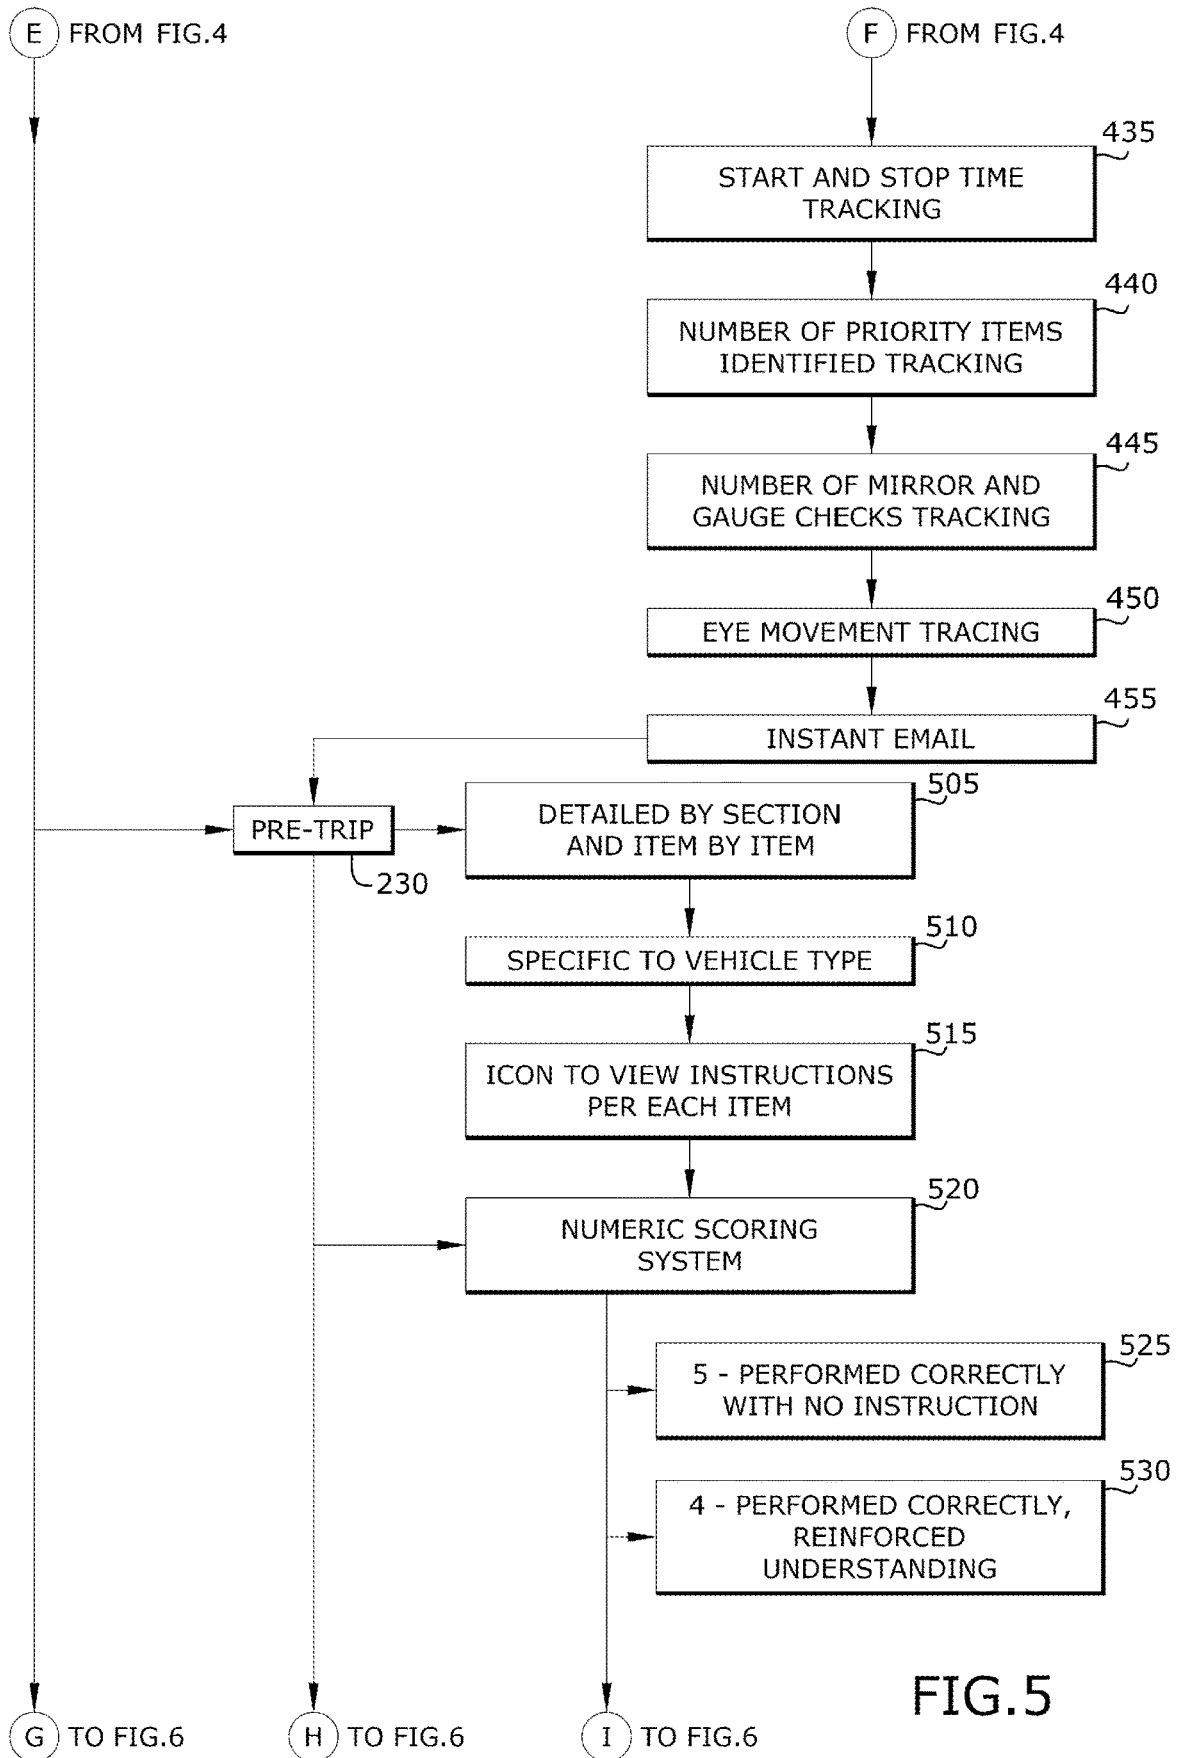 E FROM FIG.4
F FROM FIG.4
435
START AND STOP TIME
TRACKING
440
NUMBER OF PRIORITY ITEMS
IDENTIFIED TRACKING
445
NUMBER OF MIRROR AND
GAUGE CHECKS TRACKING
450
EYE MOVEMENT TRACING
455
INSTANT EMAIL
505
PRE-TRIP
230
DETAILED BY SECTION
AND ITEM BY ITEM
510
SPECIFIC TO VEHICLE TYPE
515
ICON TO VIEW INSTRUCTIONS
PER EACH ITEM
520
NUMERIC SCORING
SYSTEM
525
5 - PERFORMED CORRECTLY
WITH NO INSTRUCTION
530
4 - PERFORMED CORRECTLY,
REINFORCED
UNDERSTANDING
FIG.5
G TO FIG.6
H TO FIG.6
I TO FIG.6